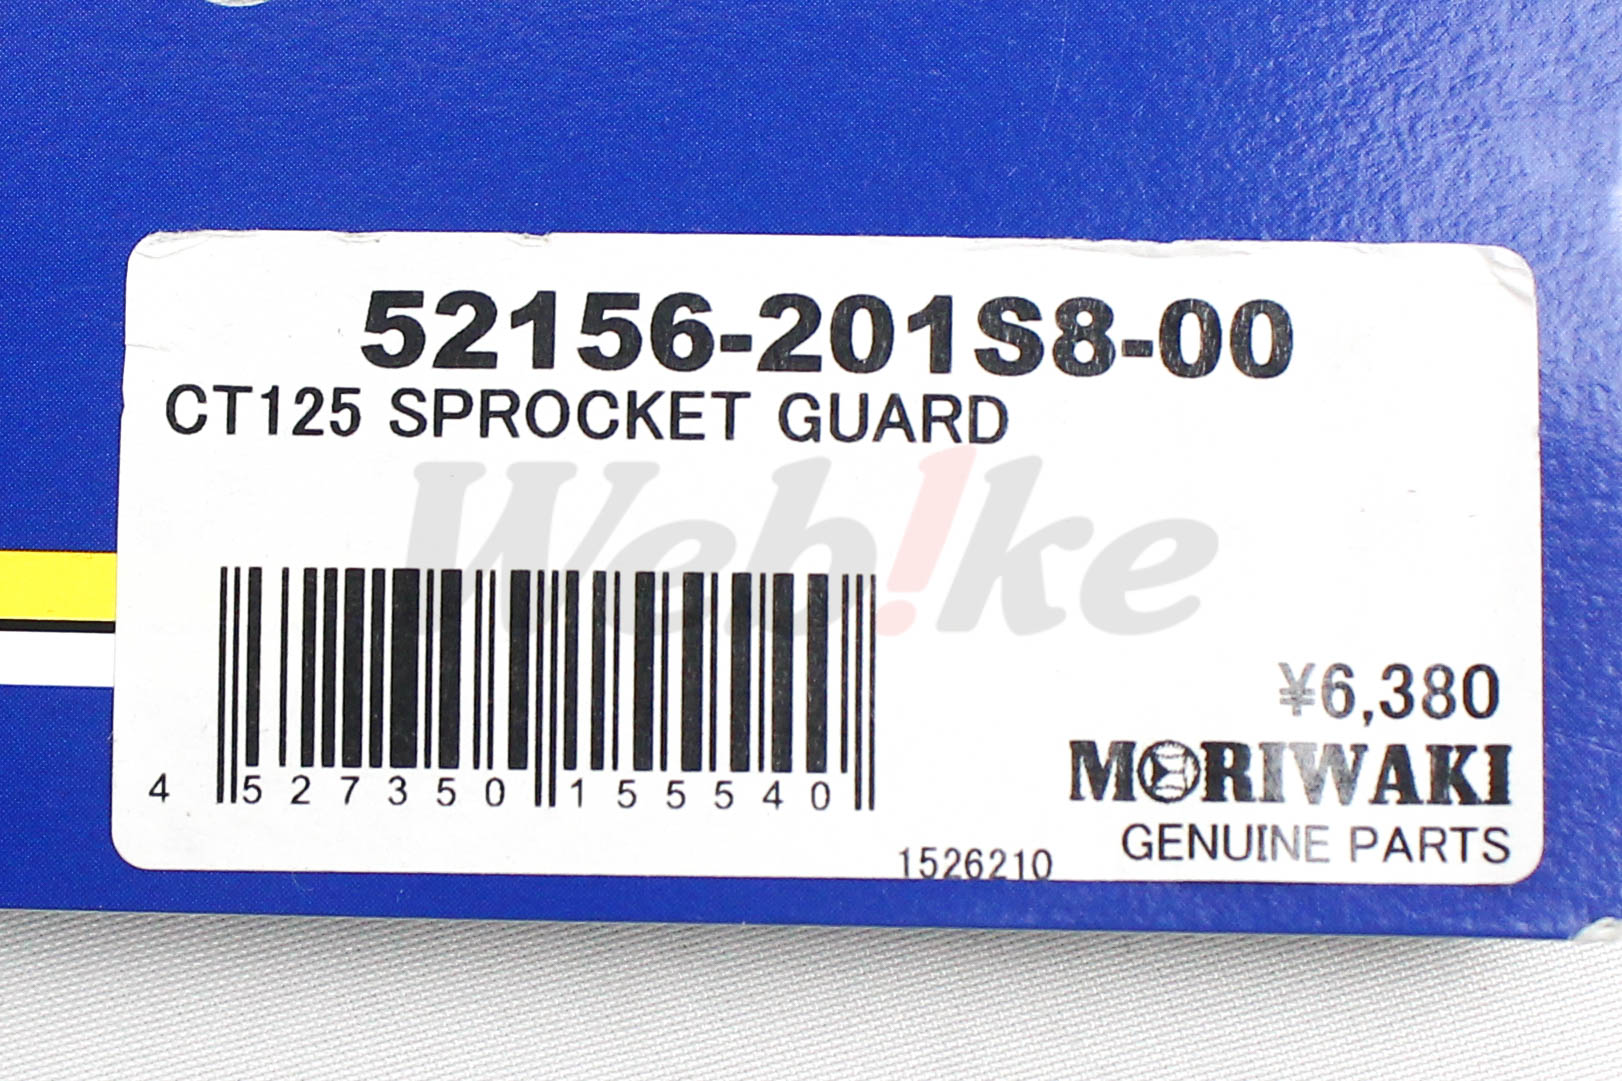 52156-201S8-00
CT125 SPROCKET GUARD
Web!ke
4 527350 155540
¥6,380
MORIWAKI
GENUINE PARTS
1526210